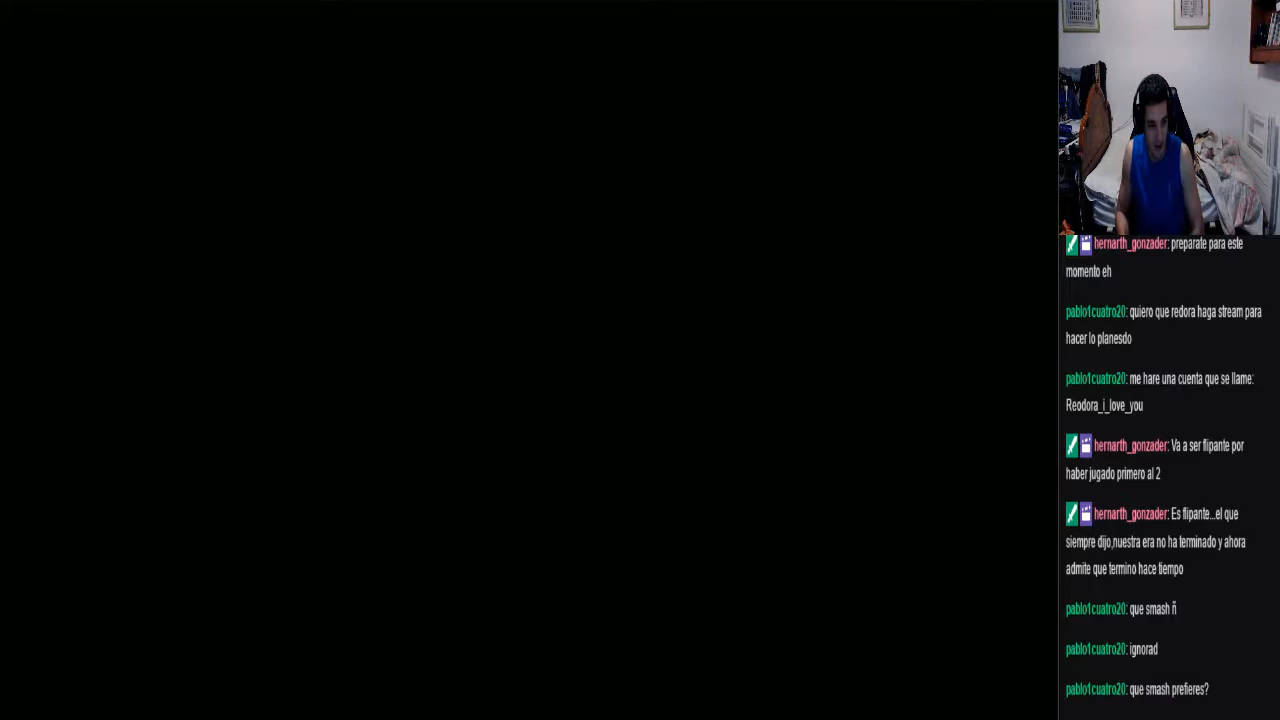 hernarth_gonzader: preparate para este
momento eh
pablo1cuatro20: quiero que redora haga stream para
hacer lo planesdo
pablo1cuatro20: me hare una cuenta que se llame:
Reodora_i_love_you
hernarth_gonzader: Va a ser flipante por
haber jugado primero al 2
hernarth_gonzader: Es flipante...el que
siempre dijo,nuestra era no ha terminado y ahora
admite que termino hace tiempo
pablo1cuatro20: que smash ñ
pablo1cuatro20: ignorad
pablo1cuatro20: que smash prefieres?